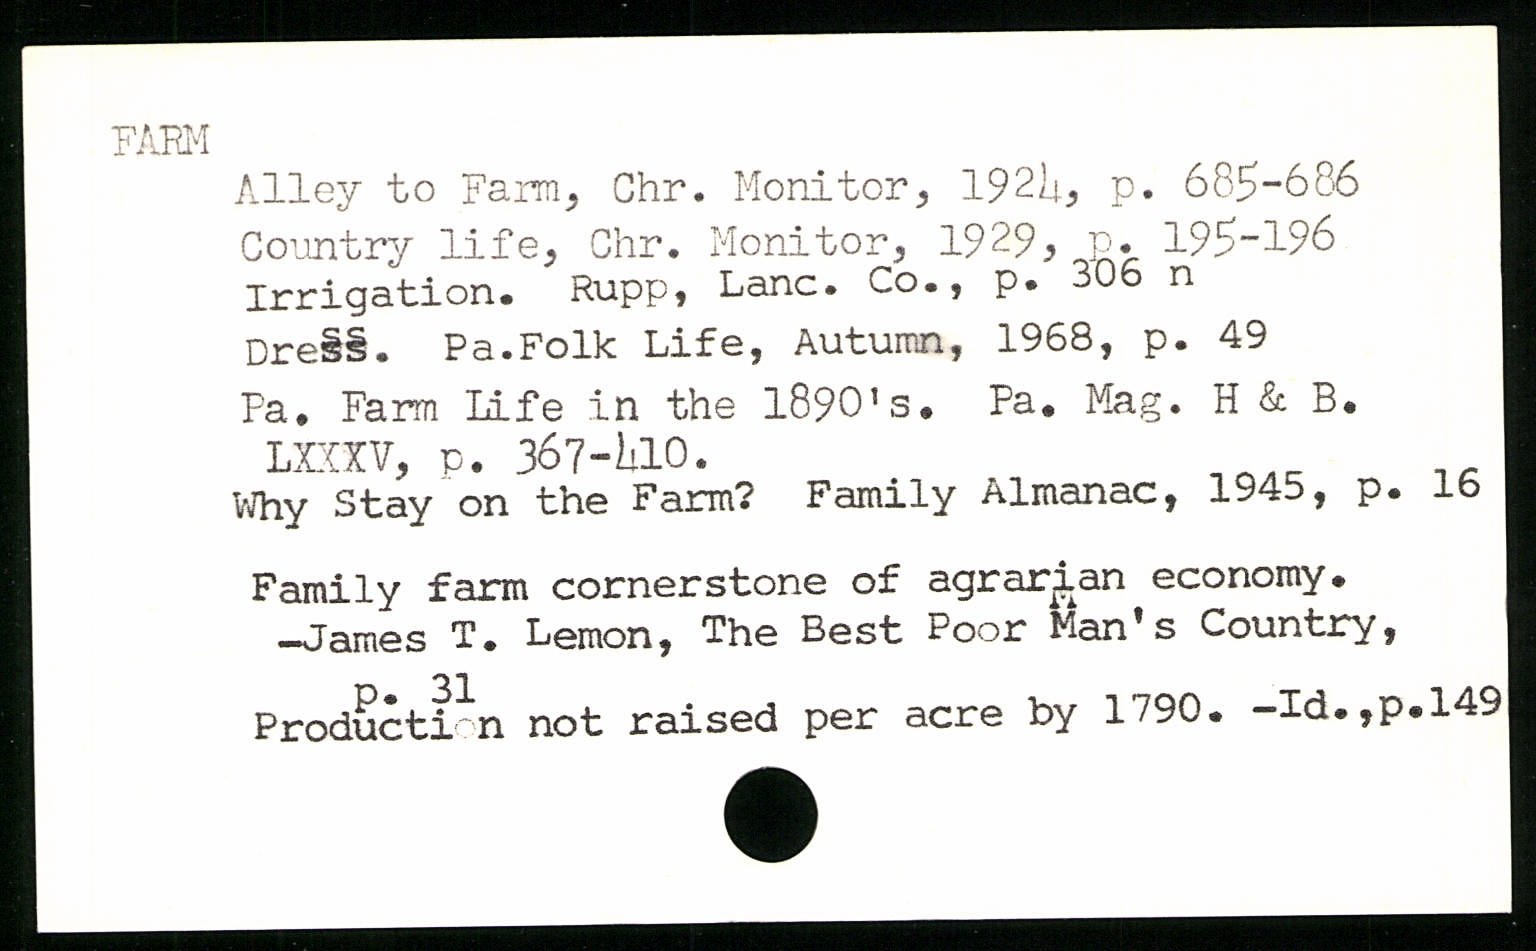 FARM
Alley to Farm, Chr. Monitor, 1924, p. 685-686
Country life, Chr. Monitor, 1929, p. 195-196
Irrigation. Rupp, Lanc. Co., p. 306 n
Dress. Pa.Folk Life, Autumn, 1968, p. 49
Pa. Farm Life in the 1890's. Pa. Mag. H & B.
LXXXV, p. 367-410.
Why Stay on the Farm? Family Almanac, 1945, p. 16
Family farm cornerstone of agrarian economy.
-James T. Lemon, The Best Poor Man's Country,
p. 31
Production not raised per acre by 1790. -Id.,p.149